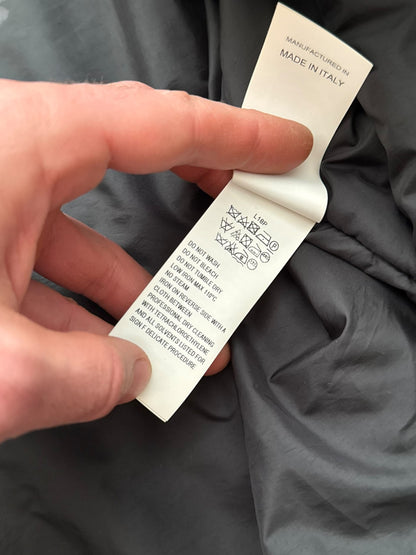 MANUFACTURED IN
MADE IN ITALY
L18P
DO NOT WASH
DO NOT BLEACH
DO NOT TUMBLE DRY
LOW IRON MAX 110°C
NO STEAM
IRON ON REVERSE SIDE WITH A
CLOTH BETWEEN
PROFESSIONAL DRY CLEANING
WITH TETRACHLOROETHYLENE
AND ALL SOLVENTS LISTED FOR
SIGN F. DELICATE PROCEDURE.